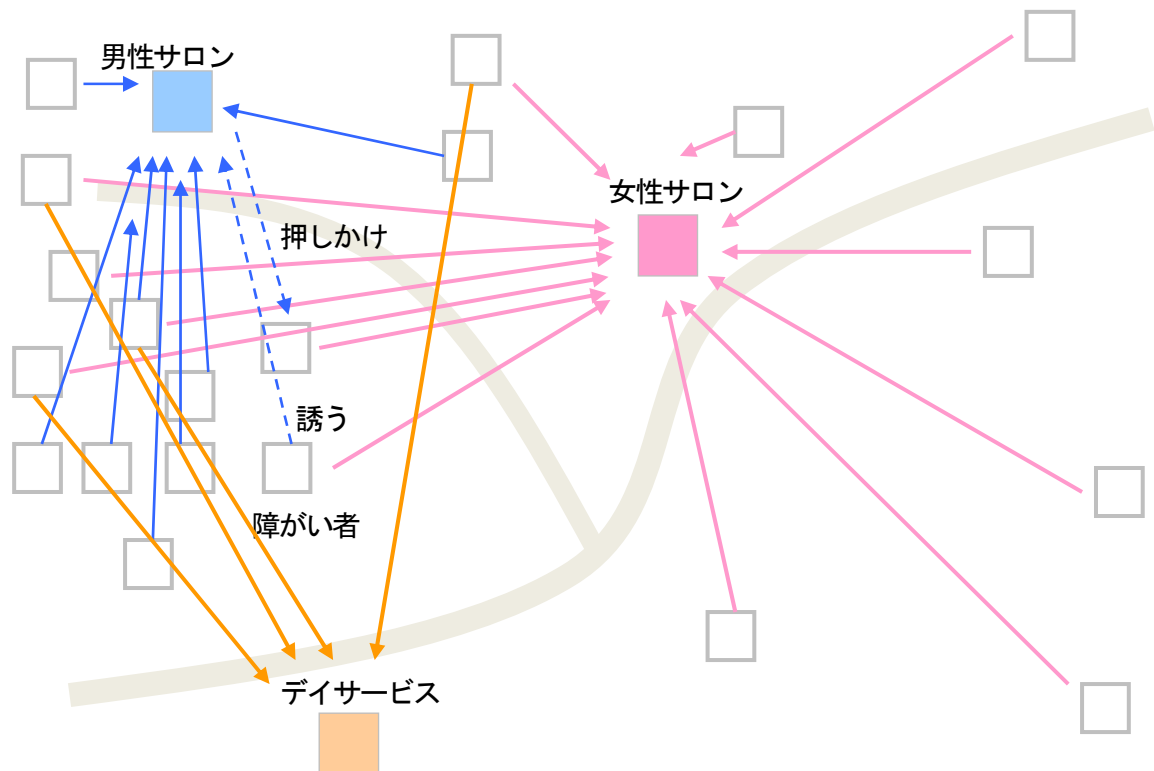 男性サロン
女性サロン
押しかけ
誘う
障がい者
デイサービス